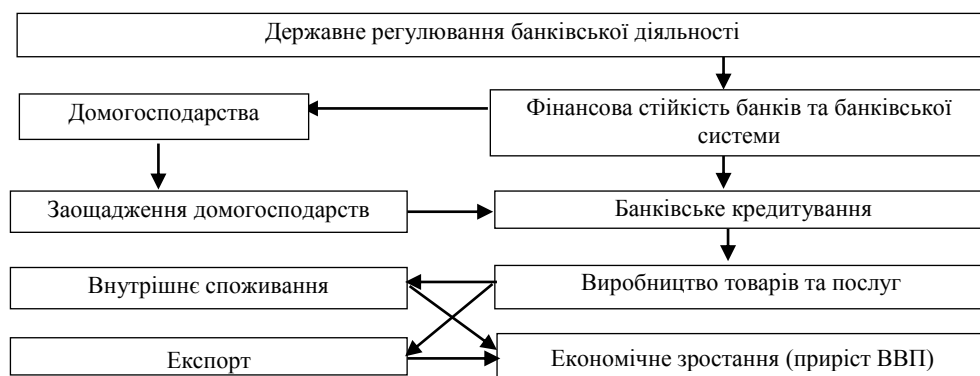 Державне регулювання банківської діяльності
Домогосподарства
Фінансова стійкість банків та банківської
системи
Заощадження домогосподарств
Банківське кредитування
Внутрішнє споживання
Виробництво товарів та послуг
Експорт
Економічне зростання (приріст ВВП)